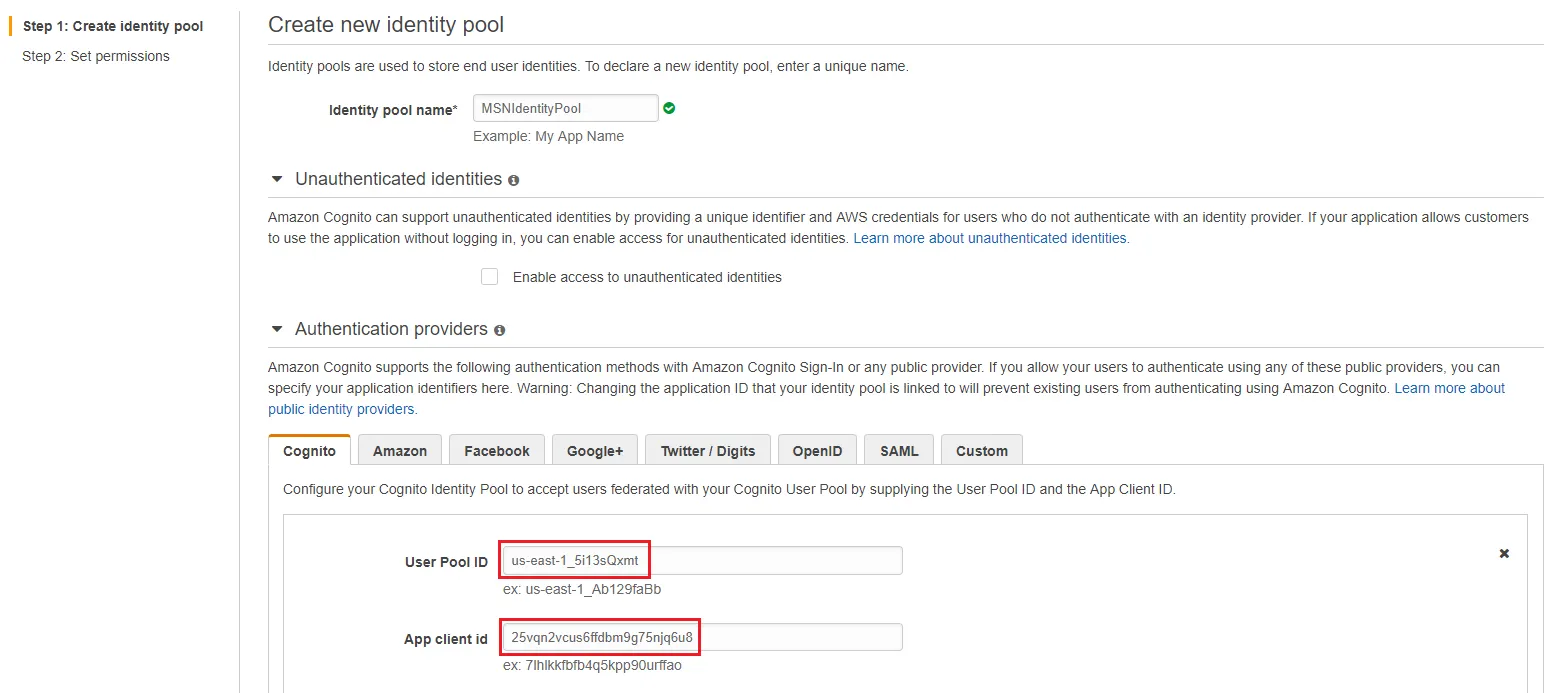 Step 1: Create identity pool
Step 2: Set permissions
Create new identity pool
Identity pools are used to store end user identities. To declare a new identity pool, enter a unique name.
Identity pool name* MSNIdentityPool
Example: My App Name
Unauthenticated identities
Amazon Cognito can support unauthenticated identities by providing a unique identifier and AWS credentials for users who do not authenticate with an identity provider. If your application allows customers
to use the application without logging in, you can enable access for unauthenticated identities. Learn more about unauthenticated identities.
Enable access to unauthenticated identities
Authentication providers
Amazon Cognito supports the following authentication methods with Amazon Cognito Sign-In or any public provider. If you allow your users to authenticate using any of these public providers, you can
specify your application identifiers here. Warning: Changing the application ID that your identity pool is linked to will prevent existing users from authenticating using Amazon Cognito. Learn more about
public identity providers.
Cognito Amazon Facebook Google+ Twitter / Digits OpenID SAML Custom
Configure your Cognito Identity Pool to accept users federated with your Cognito User Pool by supplying the User Pool ID and the App Client ID.
User Pool ID us-east-1_5i13sQxmt
ex: us-east-1_Ab129faBb
App client id 25vqn2vcus6ffdbm9g75njq6u8
ex: 7lhlkkfbfb4q5kpp90urffao